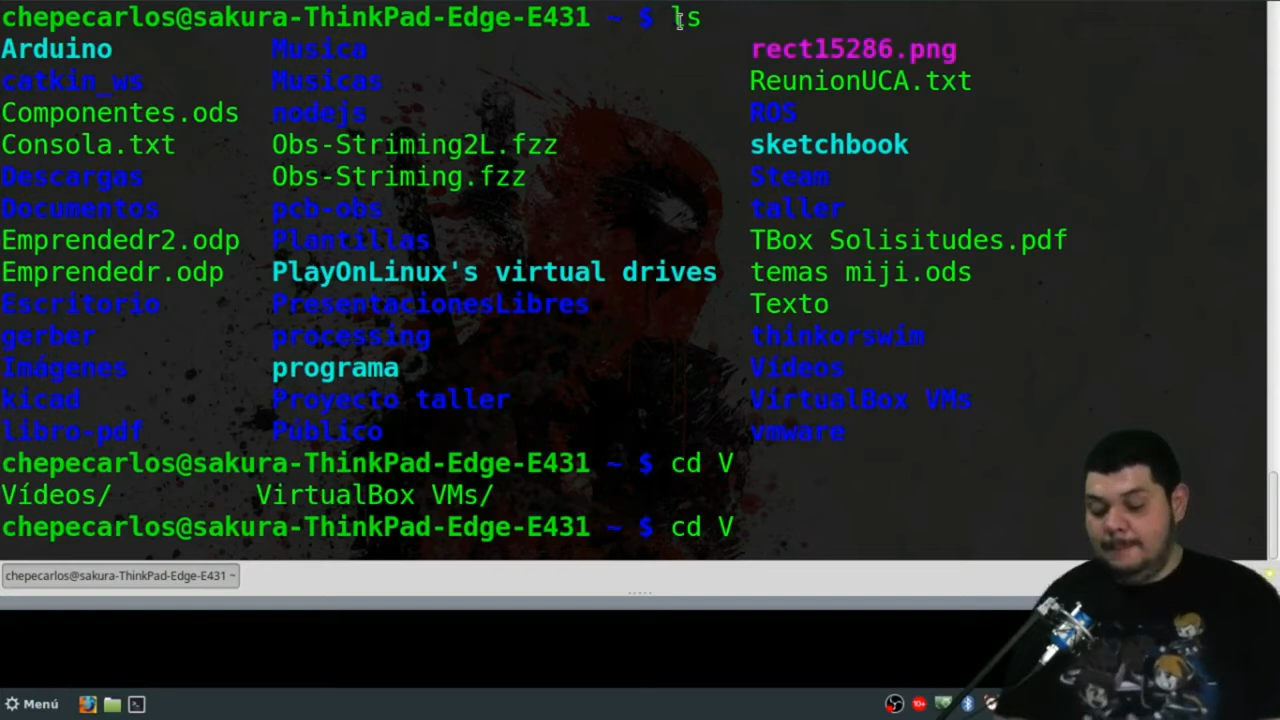 chepecarlos@sakura-ThinkPad-Edge-E431 ~ $ ls
Arduino Musica rect15286.png
catkin_ws Musicas ReunionUCA.txt
Componentes.ods nodejs ROS
Consola.txt Obs-Striming2L.fzz sketchbook
Descargas Obs-Striming.fzz Steam
Documentos pcb-obs taller
Emprendedr2.odp Plantillas TBox Solisitudes.pdf
Emprendedr.odp PlayOnLinux's virtual drives temas miji.ods
Escritorio PresentacionesLibres Texto
gerber processing thinkorswim
Imágenes programa Vídeos
kicad Proyecto taller VirtualBox VMs
libro-pdf Público vmware
chepecarlos@sakura-ThinkPad-Edge-E431 ~ $ cd V
Vídeos/ VirtualBox VMs/
chepecarlos@sakura-ThinkPad-Edge-E431 ~ $ cd V
chepecarlos@sakura-ThinkPad-Edge-E431 ~
Menú 10+